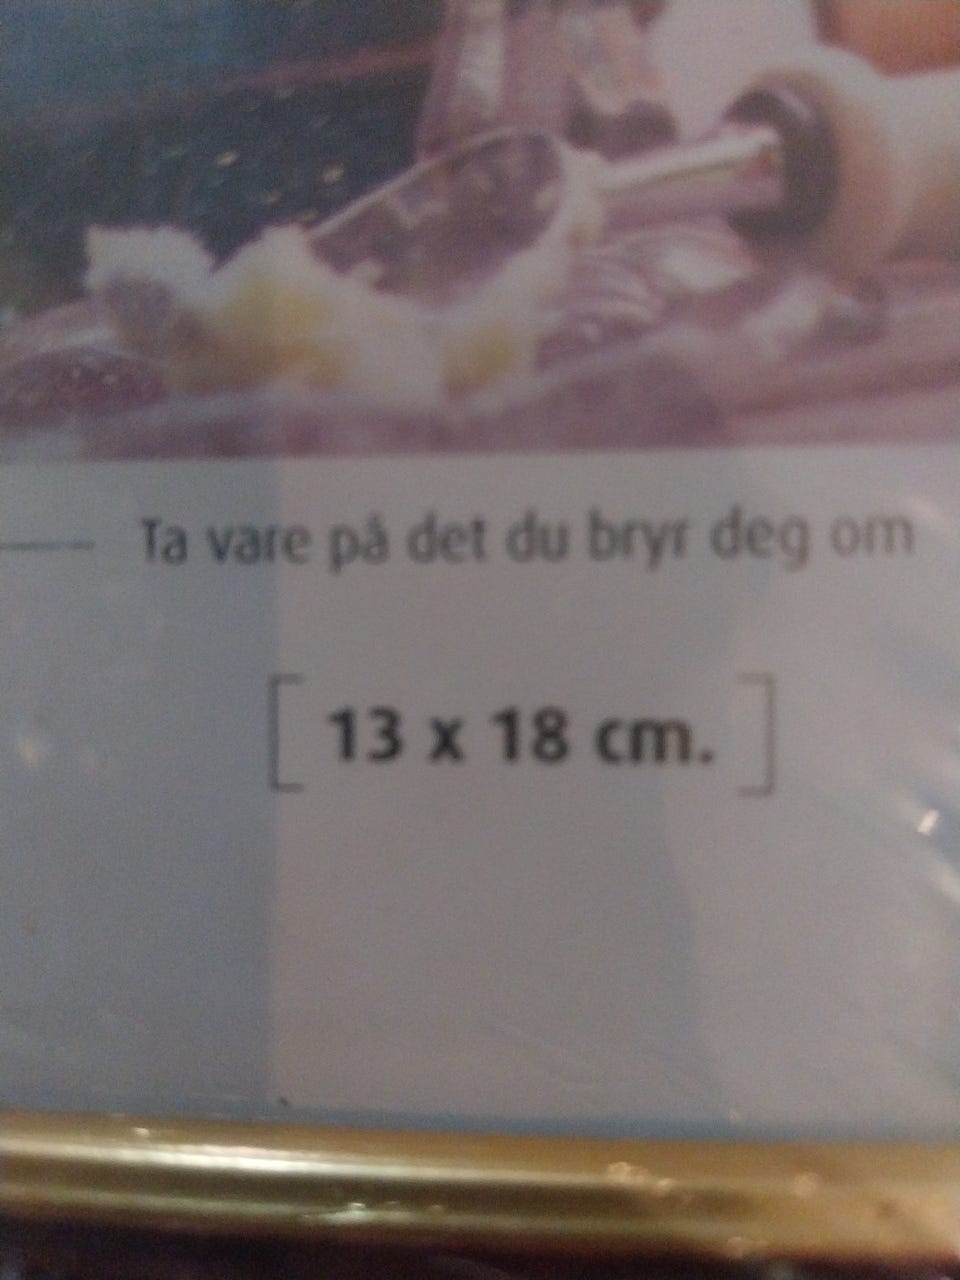 Ta vare på det du bryr deg om
[ 13 x 18 cm. ]